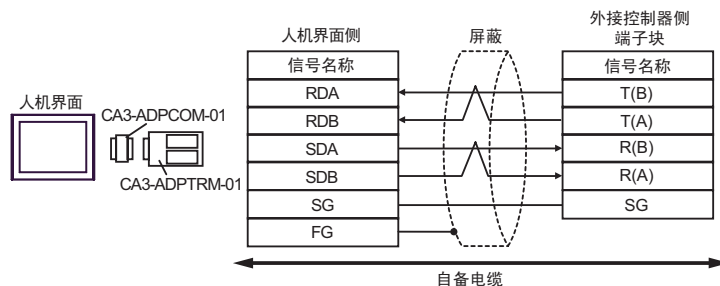 人机界面
CA3-ADPCOM-01
CA3-ADPTRM-01
人机界面侧
信号名称
RDA
RDB
SDA
SDB
SG
FG
屏蔽
外接控制器侧
端子块
信号名称
T(B)
T(A)
R(B)
R(A)
SG
自备电缆